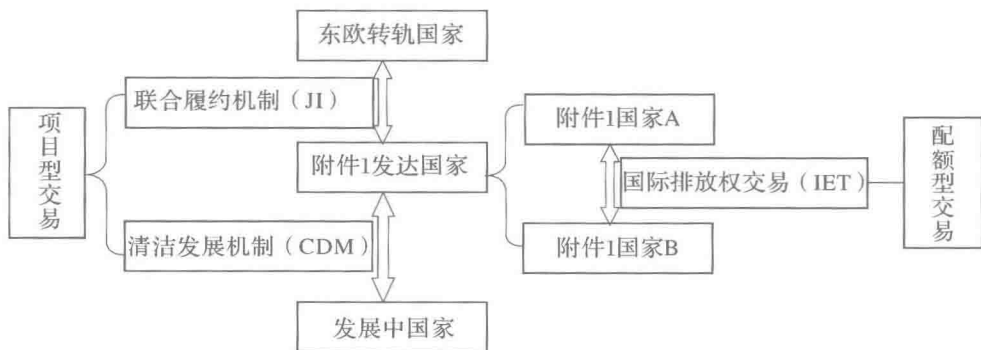 东欧转轨国家
联合履约机制（JI）
项目型交易
附件1发达国家
清洁发展机制（CDM）
发展中国家
附件1国家A
国际排放权交易（IET）
附件1国家B
配额型交易